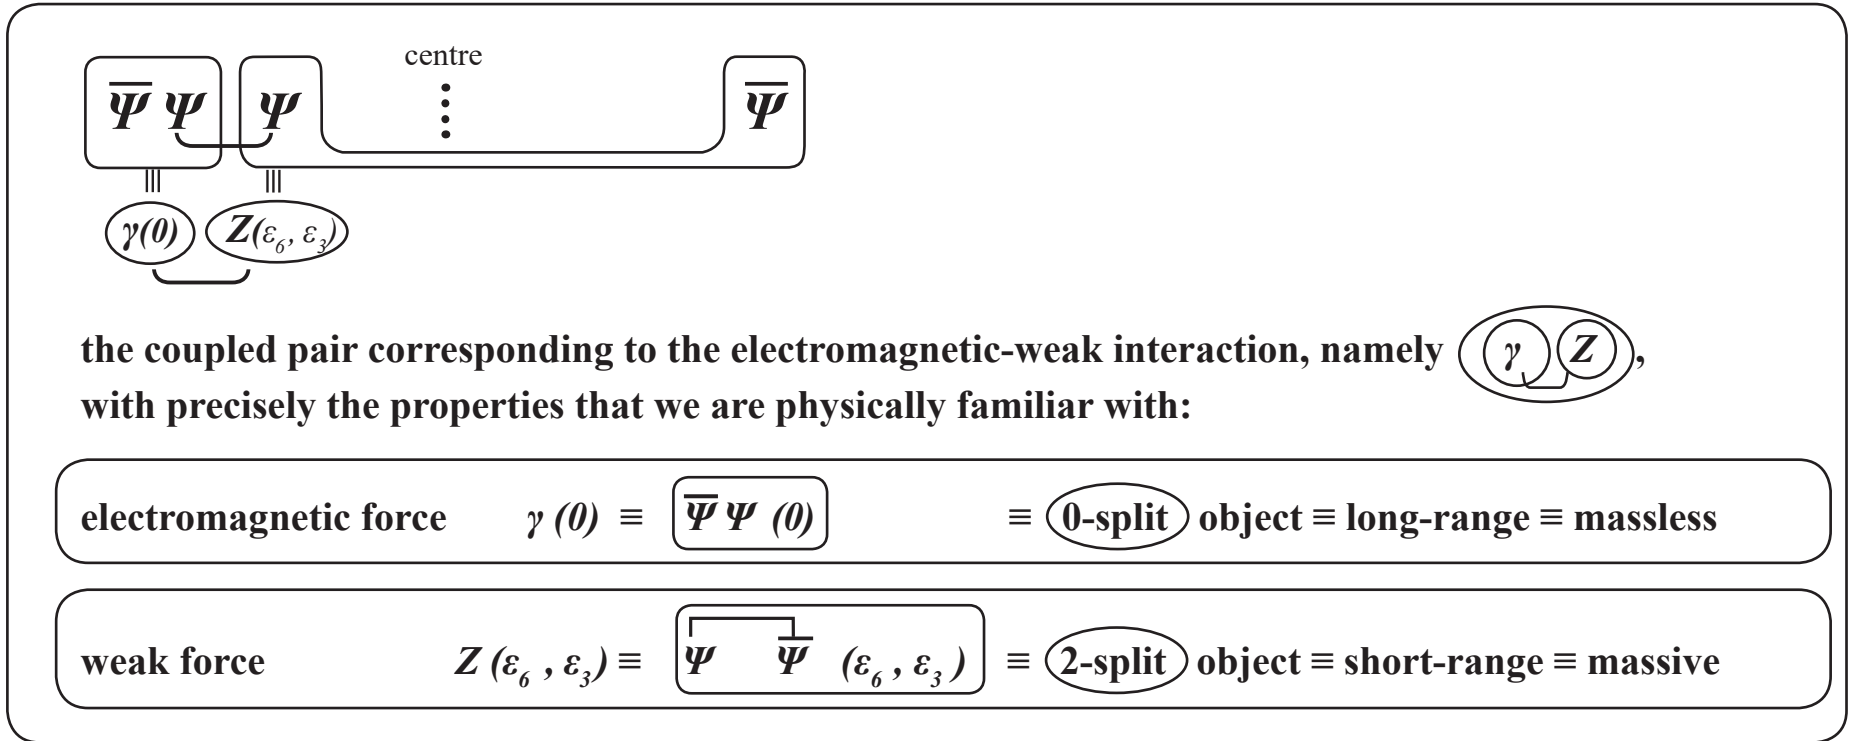 centre
Ψ̅ Ψ Ψ Ψ̅
γ(0) Z(ε₆, ε₃)
the coupled pair corresponding to the electromagnetic-weak interaction, namely γ Z,
with precisely the properties that we are physically familiar with:
electromagnetic force γ (0) ≡ Ψ̅ Ψ (0) ≡ 0-split object ≡ long-range ≡ massless
weak force Z (ε₆ , ε₃) ≡ Ψ Ψ̅ (ε₆ , ε₃ ) ≡ 2-split object ≡ short-range ≡ massive